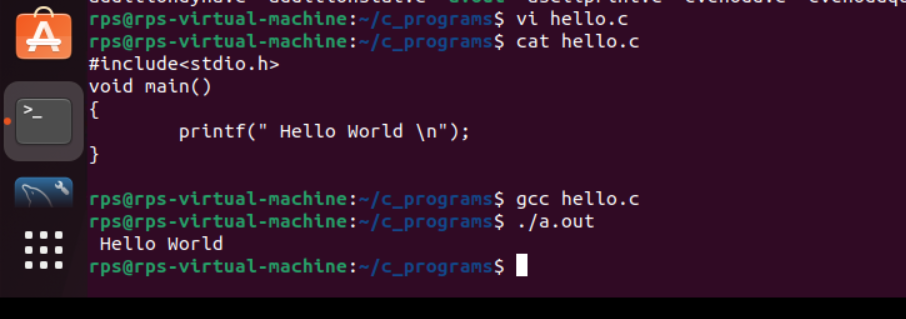 rps@rps-virtual-machine:~/c_programs$ vi hello.c
rps@rps-virtual-machine:~/c_programs$ cat hello.c
#include<stdio.h>
void main()
{
        printf(" Hello World \n");
}
rps@rps-virtual-machine:~/c_programs$ gcc hello.c
rps@rps-virtual-machine:~/c_programs$ ./a.out
 Hello World
rps@rps-virtual-machine:~/c_programs$